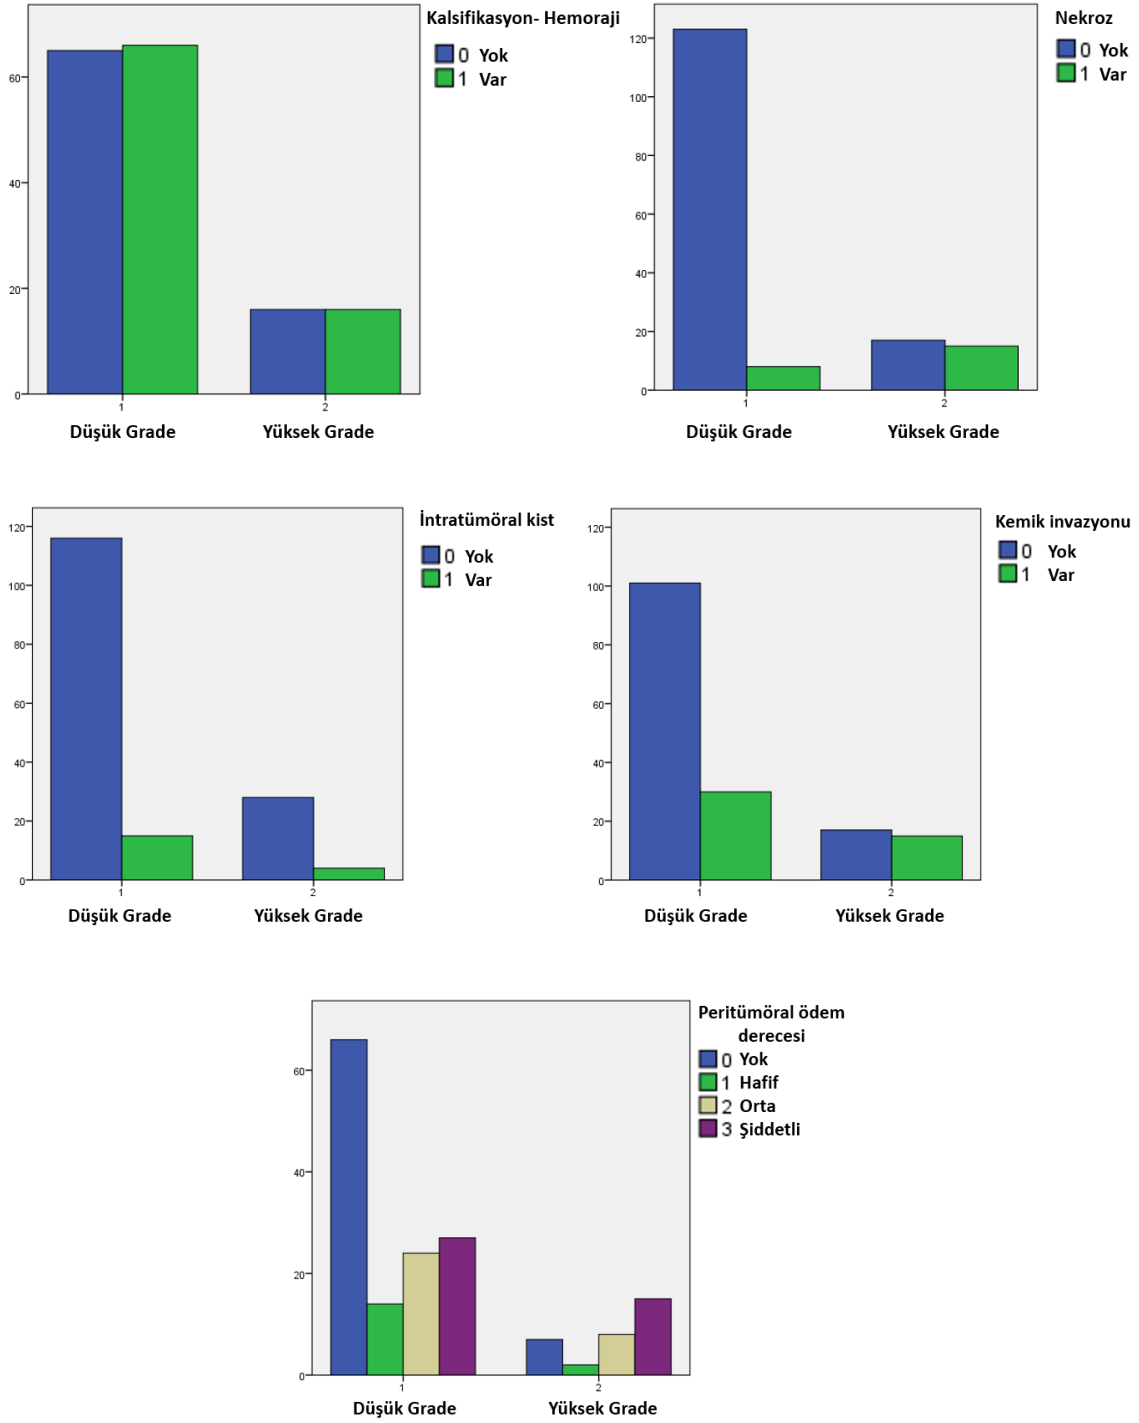 Kalsifikasyon- Hemoraji
0 Yok
1 Var
60
40
20
0
1
2
Düşük Grade
Yüksek Grade
Nekroz
0 Yok
1 Var
120
100
80
60
40
20
0
1
2
Düşük Grade
Yüksek Grade
İntratümöral kist
0 Yok
1 Var
120
100
80
60
40
20
0
1
2
Düşük Grade
Yüksek Grade
Kemik invazyonu
0 Yok
1 Var
120
100
80
60
40
20
0
1
2
Düşük Grade
Yüksek Grade
Peritümöral ödem
derecesi
0 Yok
1 Hafif
2 Orta
3 Şiddetli
60
40
20
0
1
2
Düşük Grade
Yüksek Grade